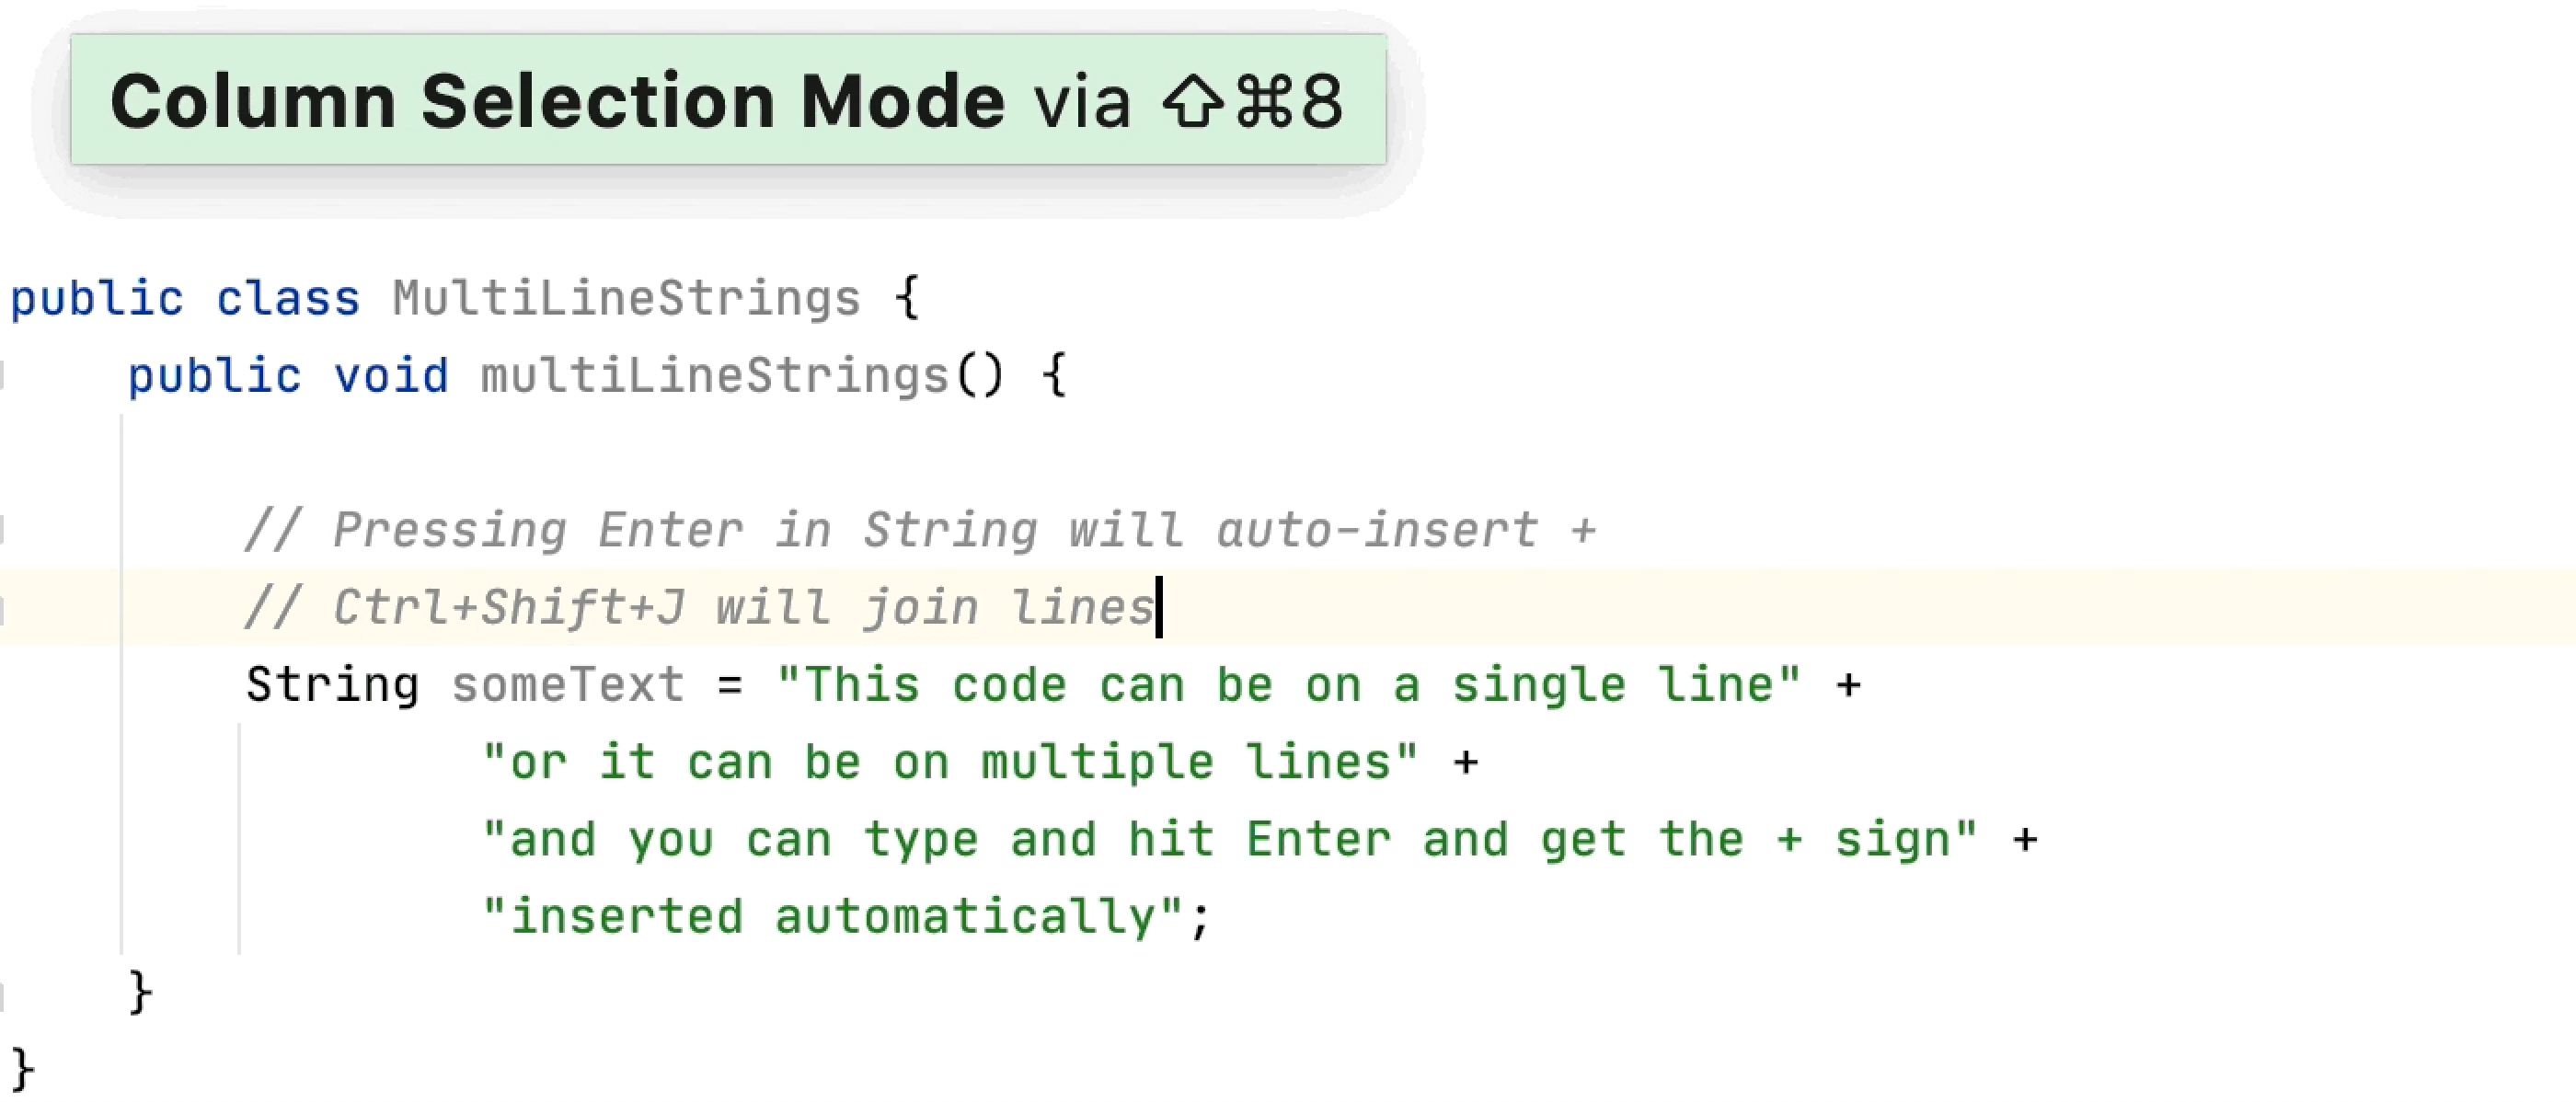 Column Selection Mode via ⇧⌘8
public class MultiLineStrings {
    public void multiLineStrings() {
        // Pressing Enter in String will auto-insert +
        // Ctrl+Shift+J will join lines
        String someText = "This code can be on a single line" +
                "or it can be on multiple lines" +
                "and you can type and hit Enter and get the + sign" +
                "inserted automatically";
    }
}